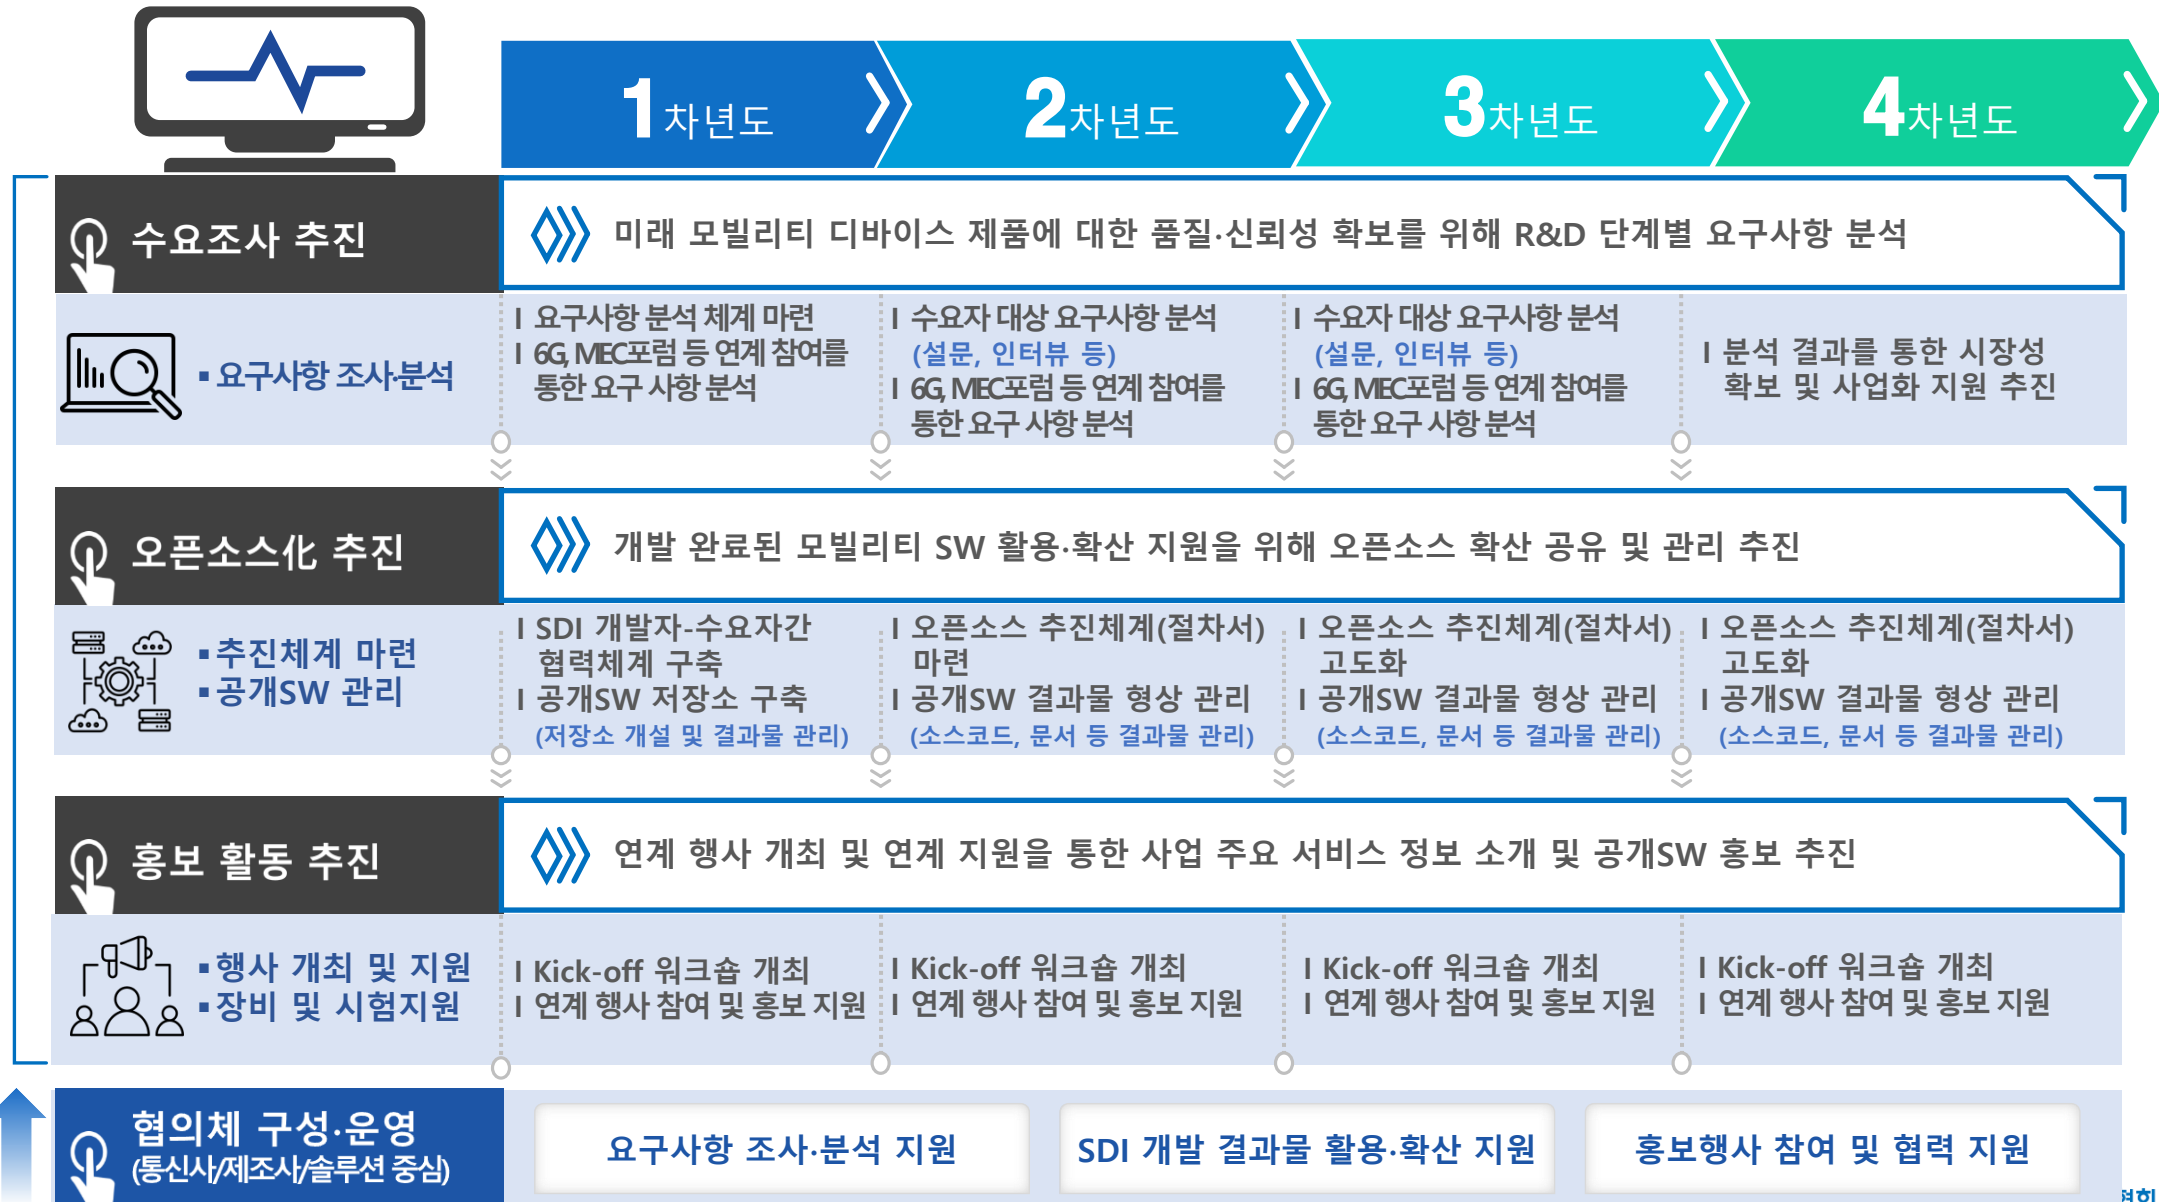 1차년도
2차년도
3차년도
4차년도
수요조사 추진
미래 모빌리티 디바이스 제품에 대한 품질·신뢰성 확보를 위해 R&D 단계별 요구사항 분석
▪요구사항 조사·분석
I 요구사항 분석 체계 마련
I 6G, MEC포럼 등 연계 참여를
통한 요구 사항 분석
I 수요자 대상 요구사항 분석
(설문, 인터뷰 등)
I 6G, MEC포럼 등 연계 참여를
통한 요구 사항 분석
I 수요자 대상 요구사항 분석
(설문, 인터뷰 등)
I 6G, MEC포럼 등 연계 참여를
통한 요구 사항 분석
I 분석 결과를 통한 시장성
확보 및 사업화 지원 추진
오픈소스化 추진
개발 완료된 모빌리티 SW 활용·확산 지원을 위해 오픈소스 확산 공유 및 관리 추진
▪추진체계 마련
▪공개SW 관리
I SDI 개발자-수요자간
협력체계 구축
I 공개SW 저장소 구축
(저장소 개설 및 결과물 관리)
I 오픈소스 추진체계(절차서)
마련
I 공개SW 결과물 형상 관리
(소스코드, 문서 등 결과물 관리)
I 오픈소스 추진체계(절차서)
고도화
I 공개SW 결과물 형상 관리
(소스코드, 문서 등 결과물 관리)
I 오픈소스 추진체계(절차서)
고도화
I 공개SW 결과물 형상 관리
(소스코드, 문서 등 결과물 관리)
홍보 활동 추진
연계 행사 개최 및 연계 지원을 통한 사업 주요 서비스 정보 소개 및 공개SW 홍보 추진
▪행사 개최 및 지원
▪장비 및 시험지원
I Kick-off 워크숍 개최
I 연계 행사 참여 및 홍보 지원
I Kick-off 워크숍 개최
I 연계 행사 참여 및 홍보 지원
I Kick-off 워크숍 개최
I 연계 행사 참여 및 홍보 지원
I Kick-off 워크숍 개최
I 연계 행사 참여 및 홍보 지원
협의체 구성·운영
(통신사/제조사/솔루션 중심)
요구사항 조사·분석 지원
SDI 개발 결과물 활용·확산 지원
홍보행사 참여 및 협력 지원